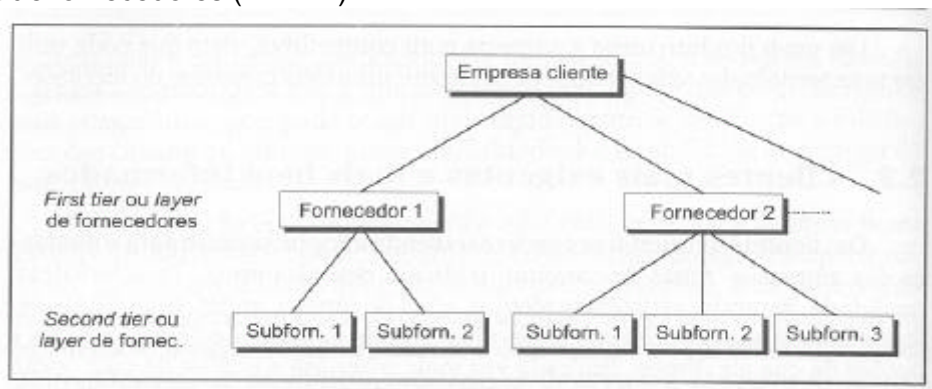 Empresa cliente
First tier ou layer
de fornecedores
Fornecedor 1
Fornecedor 2
Second tier ou
layer de fornec.
Subforn. 1
Subforn. 2
Subforn. 1
Subforn. 2
Subforn. 3